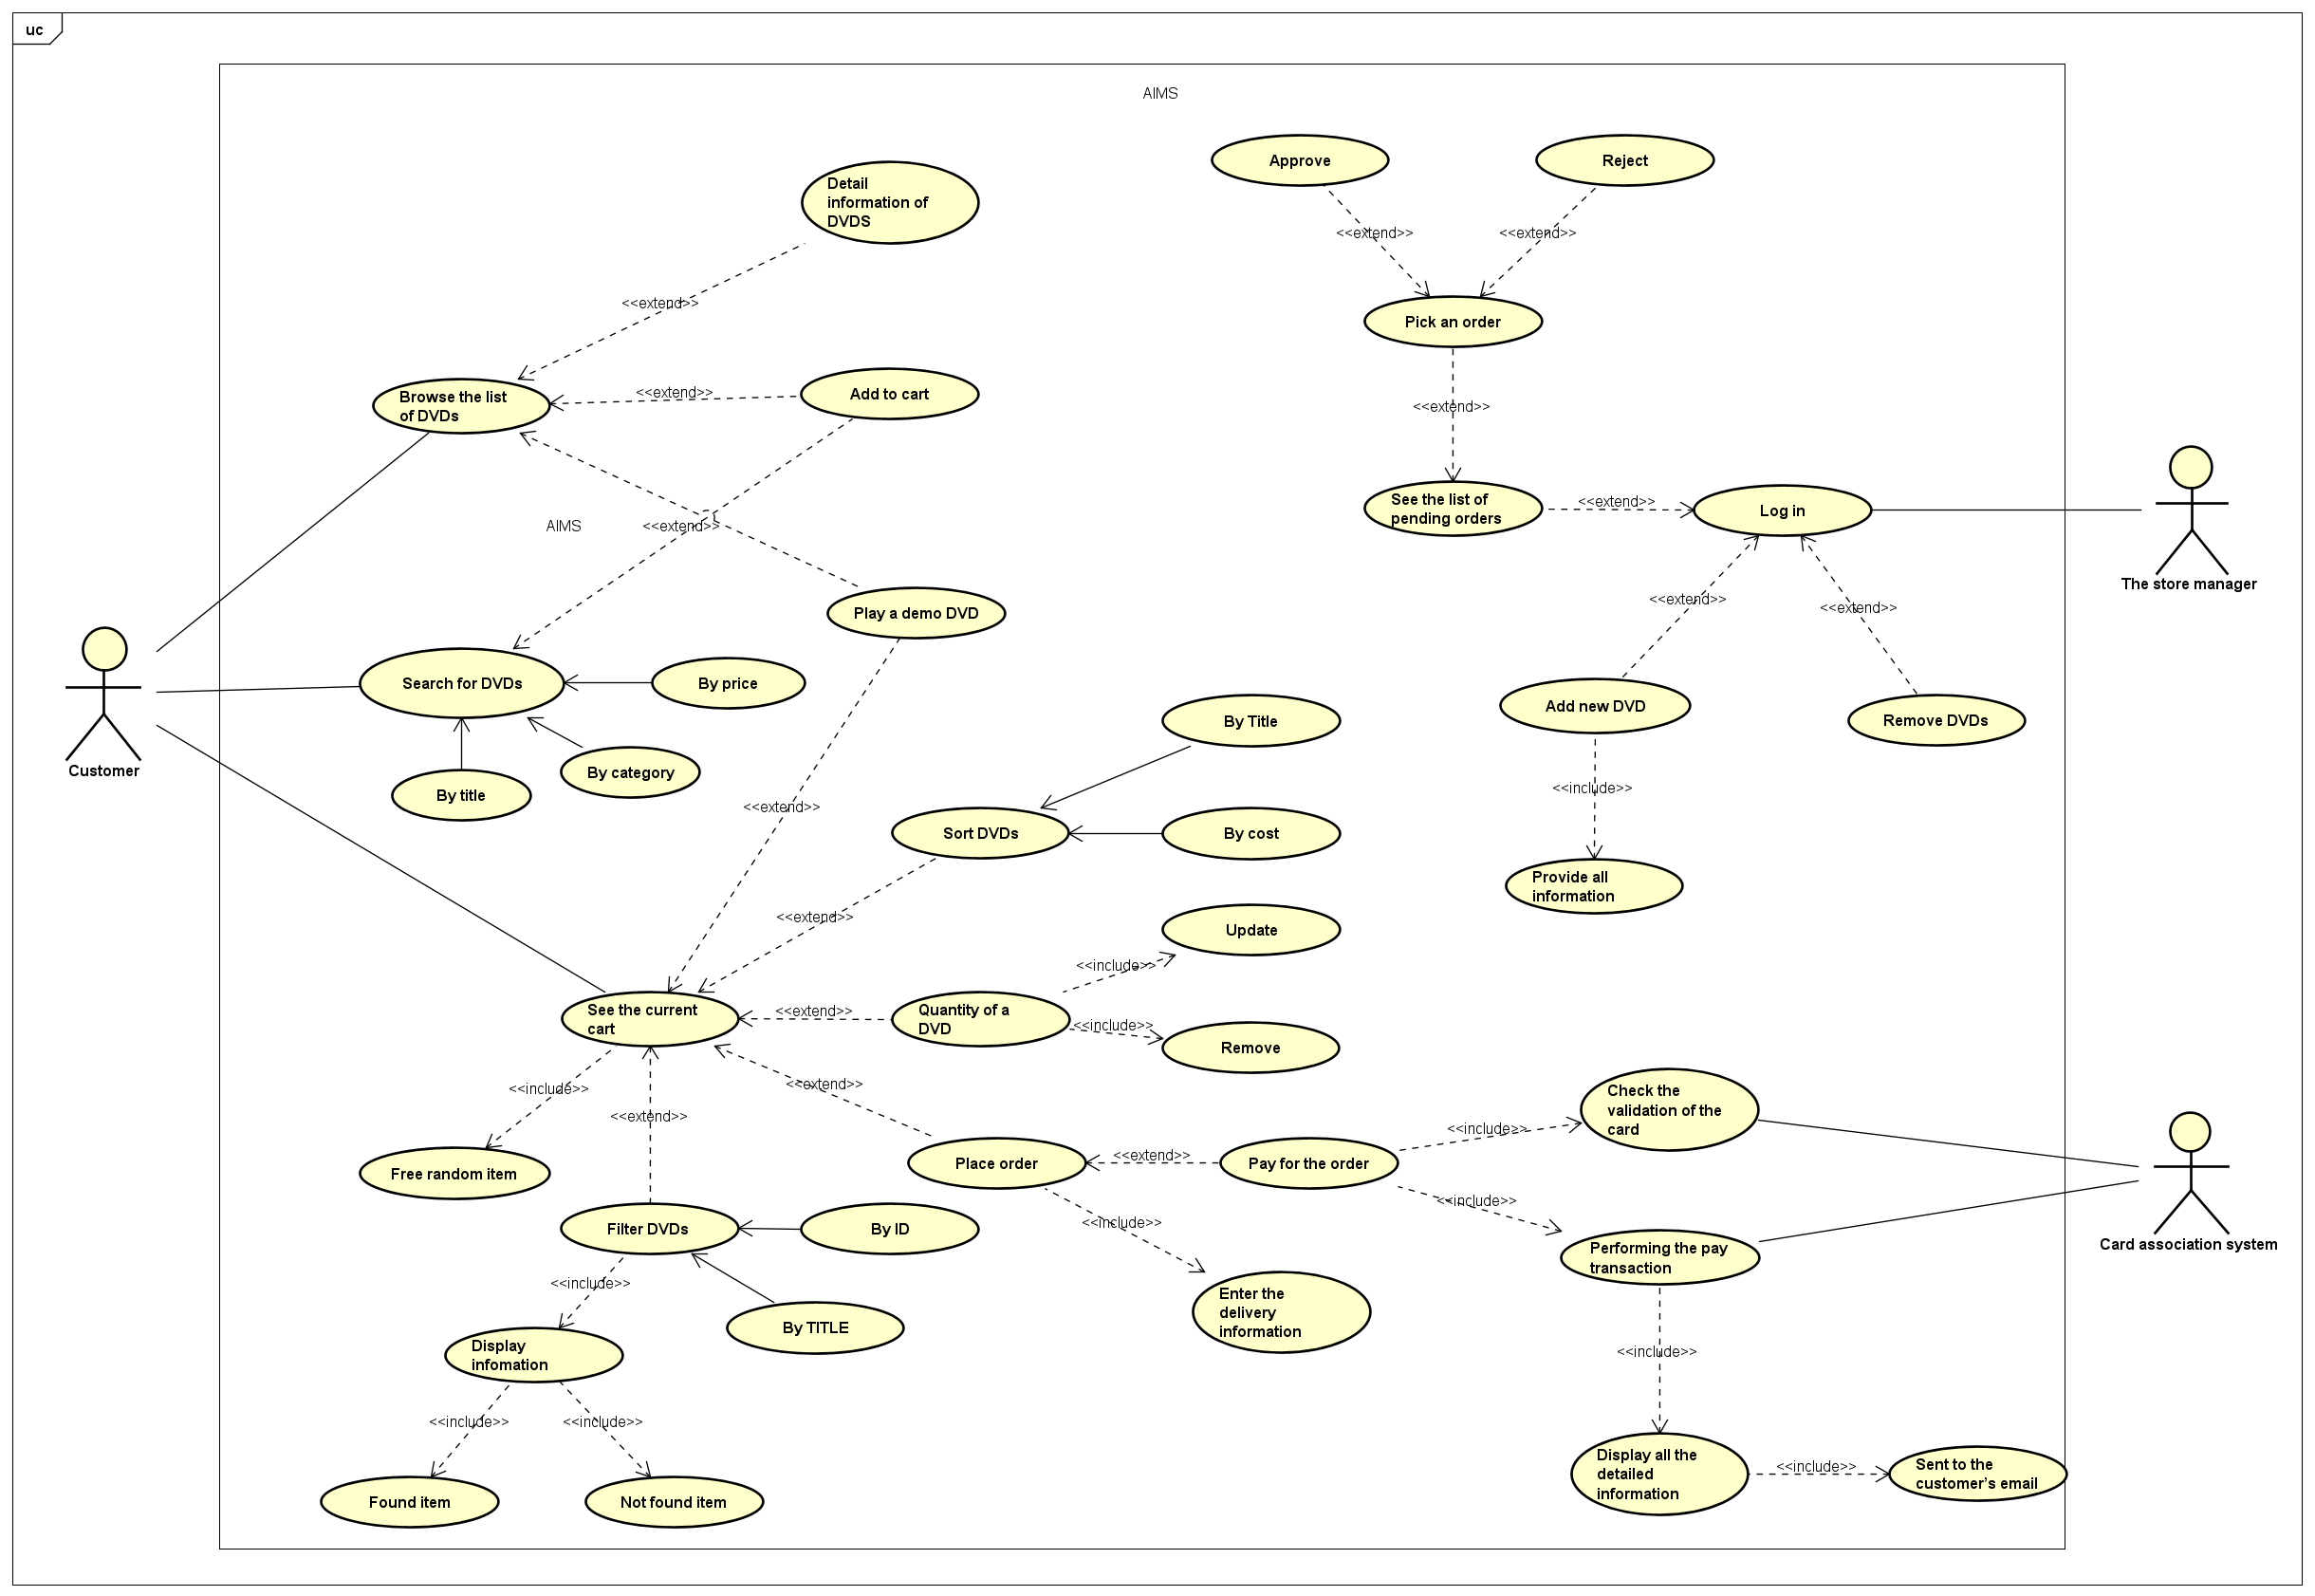 uc
AIMS
Approve
Reject
Detail
information of
DVDS
<<extend>>
<<extend>>
<<extend>>
Pick an order
Browse the list
of DVDs
<<extend>>
Add to cart
<<extend>>
See the list of
pending orders
<<extend>>
Log in
AIMS
<<extend>>
The store manager
<<extend>>
<<extend>>
Play a demo DVD
Search for DVDs
By price
Add new DVD
Remove DVDs
By Title
Customer
By category
By title
<<include>>
<<extend>>
Sort DVDs
By cost
Provide all
information
<<extend>>
Update
<<include>>
See the current
cart
<<extend>>
Quantity of a
DVD
<<include>>
Remove
<<include>>
<<extend>>
<<extend>>
Check the
validation of the
card
<<include>>
Free random item
Place order
<<extend>>
Pay for the order
<<include>>
Filter DVDs
By ID
<<include>>
Performing the pay
transaction
Card association system
<<include>>
Enter the
delivery
information
By TITLE
Display
infomation
<<include>>
<<include>>
<<include>>
Display all the
detailed
information
<<include>>
Sent to the
customer's email
Found item
Not found item